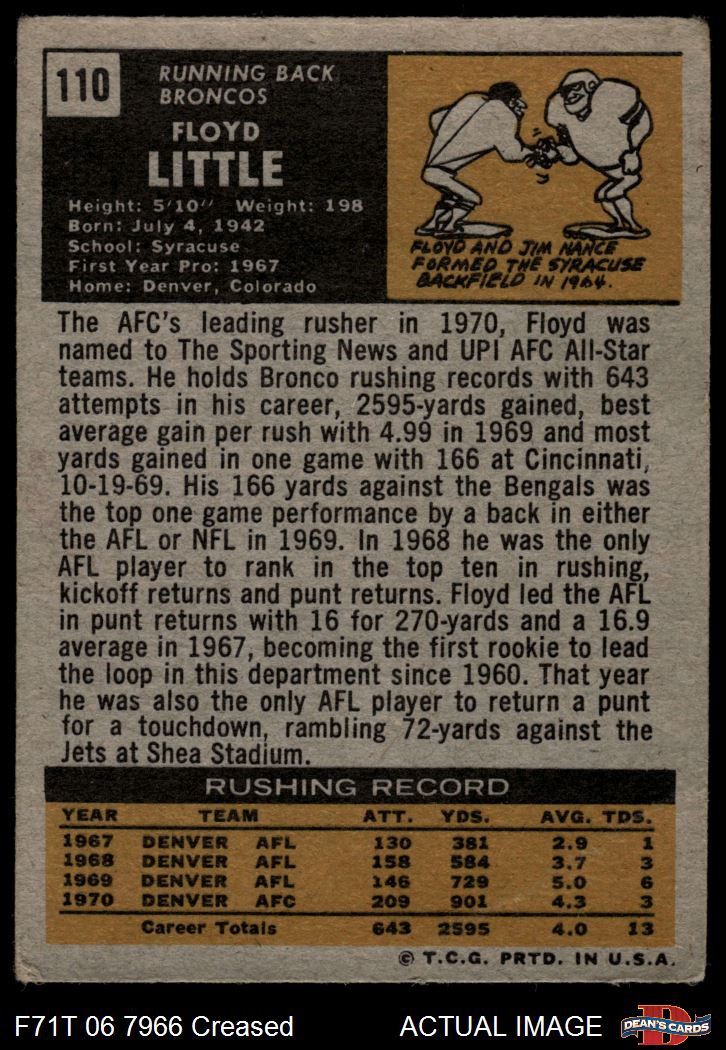 110
RUNNING BACK
BRONCOS
FLOYD
LITTLE
Height: 5'10" Weight: 198
Born: July 4, 1942
School: Syracuse
First Year Pro: 1967
Home: Denver, Colorado
FLOYD AND JIM NANCE
FORMED THE SYRACUSE
BACKFIELD IN 1964.
The AFC's leading rusher in 1970, Floyd was
named to The Sporting News and UPI AFC All-Star
teams. He holds Bronco rushing records with 643
attempts in his career, 2595-yards gained, best
average gain per rush with 4.99 in 1969 and most
yards gained in one game with 166 at Cincinnati,
10-19-69. His 166 yards against the Bengals was
the top one game performance by a back in either
the AFL or NFL in 1969. In 1968 he was the only
AFL player to rank in the top ten in rushing,
kickoff returns and punt returns. Floyd led the AFL
in punt returns with 16 for 270-yards and a 16.9
average in 1967, becoming the first rookie to lead
the loop in this department since 1960. That year
he was also the only AFL player to return a punt
for a touchdown, rambling 72-yards against the
Jets at Shea Stadium.
RUSHING RECORD
YEAR TEAM ATT. YDS. AVG. TDS.
1967 DENVER AFL 130 381 2.9 1
1968 DENVER AFL 158 584 3.7 3
1969 DENVER AFL 146 729 5.0 6
1970 DENVER AFC 209 901 4.3 3
Career Totals 643 2595 4.0 13
© T.C.G. PRTD. IN U.S.A.
F71T 06 7966 Creased ACTUAL IMAGE
D
DEAN'S CARDS